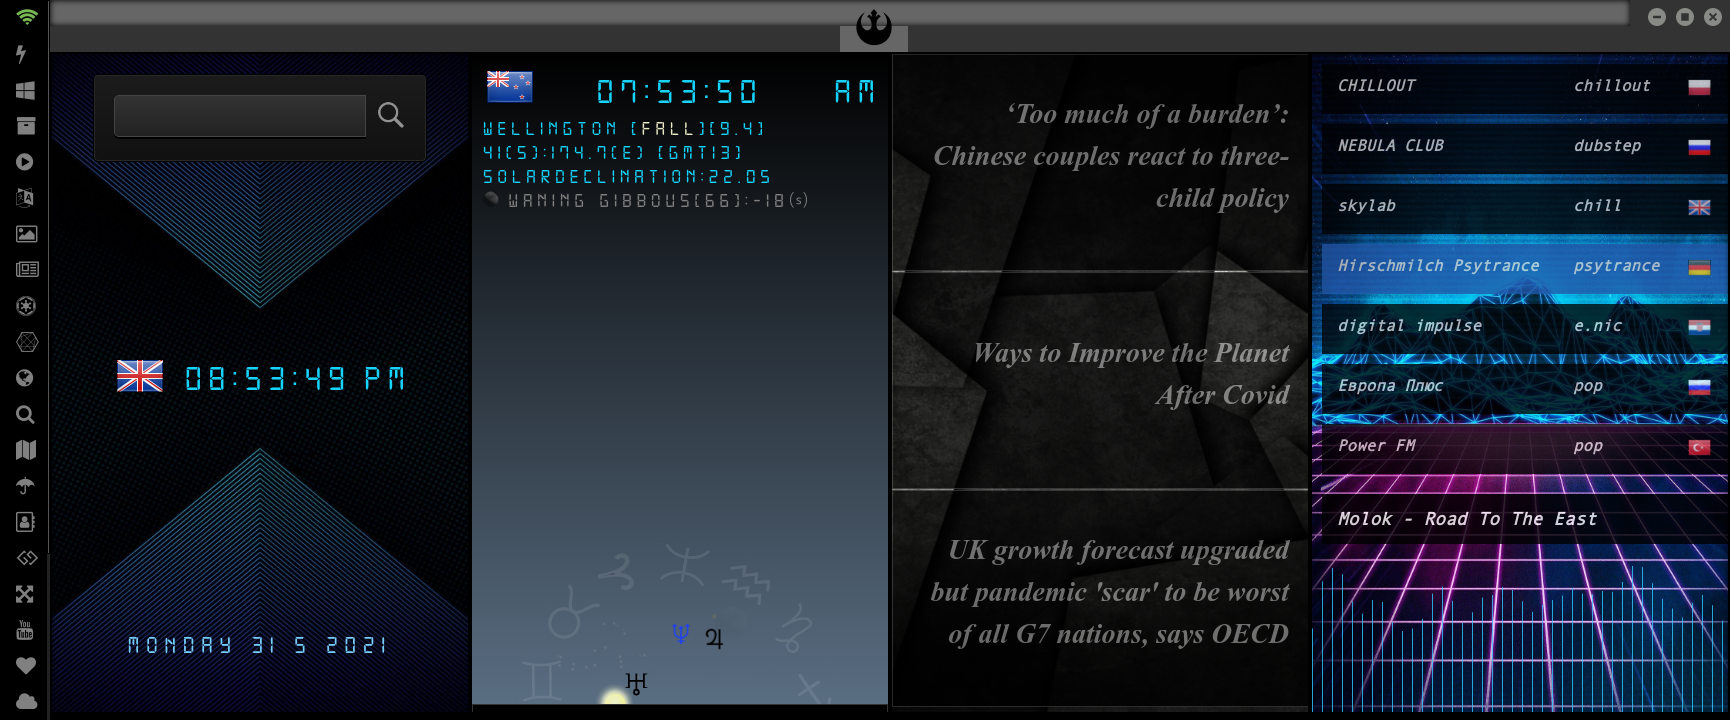 You
Tube
08:53:49 PM
MONDAY 31 5 2021
07:53:50 AM
WELLINGTON [FALL][9.4]
41(S):174.7(E) [GMT13]
SOLARDECLINATION:22.05
WANING GIBBOUS[66]:-18(s)
‘Too much of a burden’:
Chinese couples react to three-
child policy
Ways to Improve the Planet
After Covid
UK growth forecast upgraded
but pandemic 'scar' to be worst
of all G7 nations, says OECD
CHILLOUT chillout
NEBULA CLUB dubstep
skylab chill
Hirschmilch Psytrance psytrance
digital impulse e.nic
Европа Плюс pop
Power FM pop
Molok - Road To The East